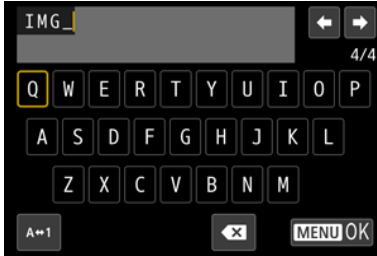 IMG_
4/4
Q W E R T Y U I O P
A S D F G H J K L
Z X C V B N M
A↔1 MENU OK